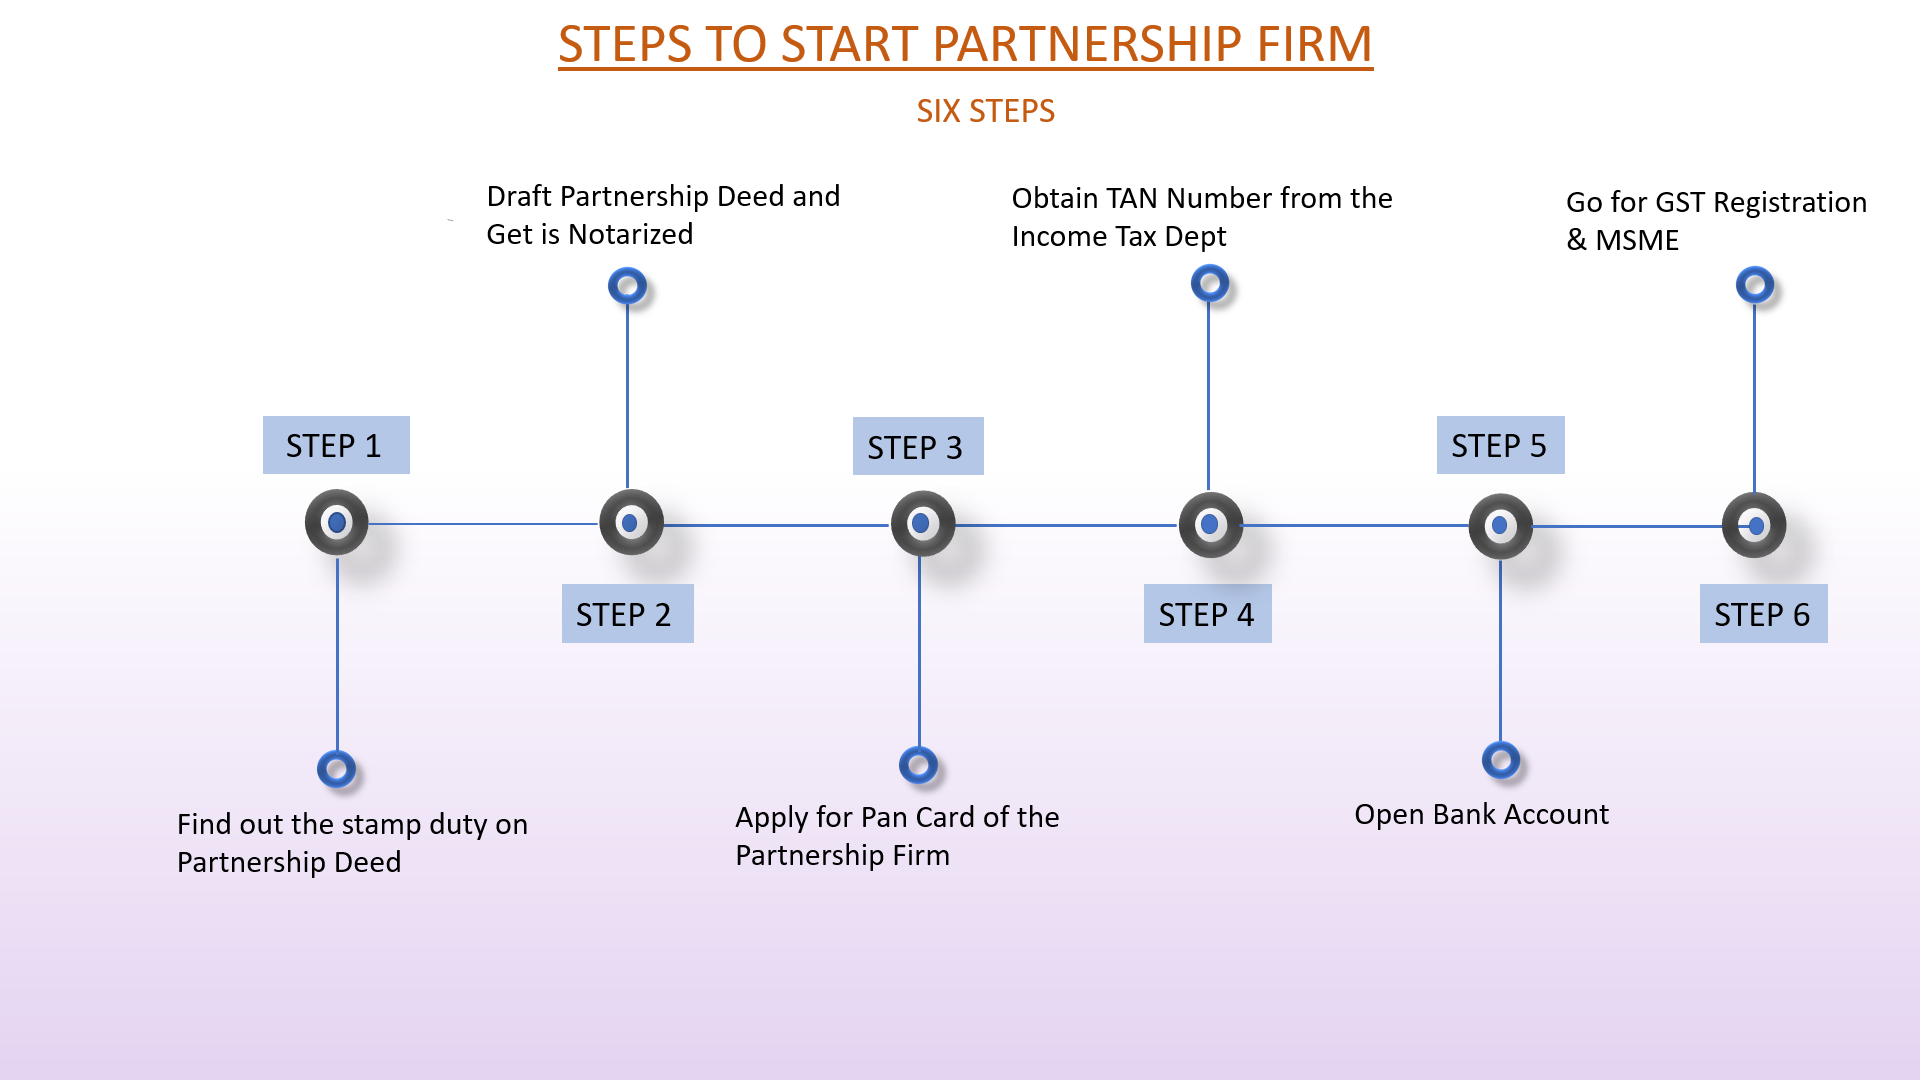 STEPS TO START PARTNERSHIP FIRM
SIX STEPS
Draft Partnership Deed and
Get is Notarized
Obtain TAN Number from the
Income Tax Dept
Go for GST Registration
& MSME
STEP 1
STEP 3
STEP 5
STEP 2
STEP 4
STEP 6
Find out the stamp duty on
Partnership Deed
Apply for Pan Card of the
Partnership Firm
Open Bank Account